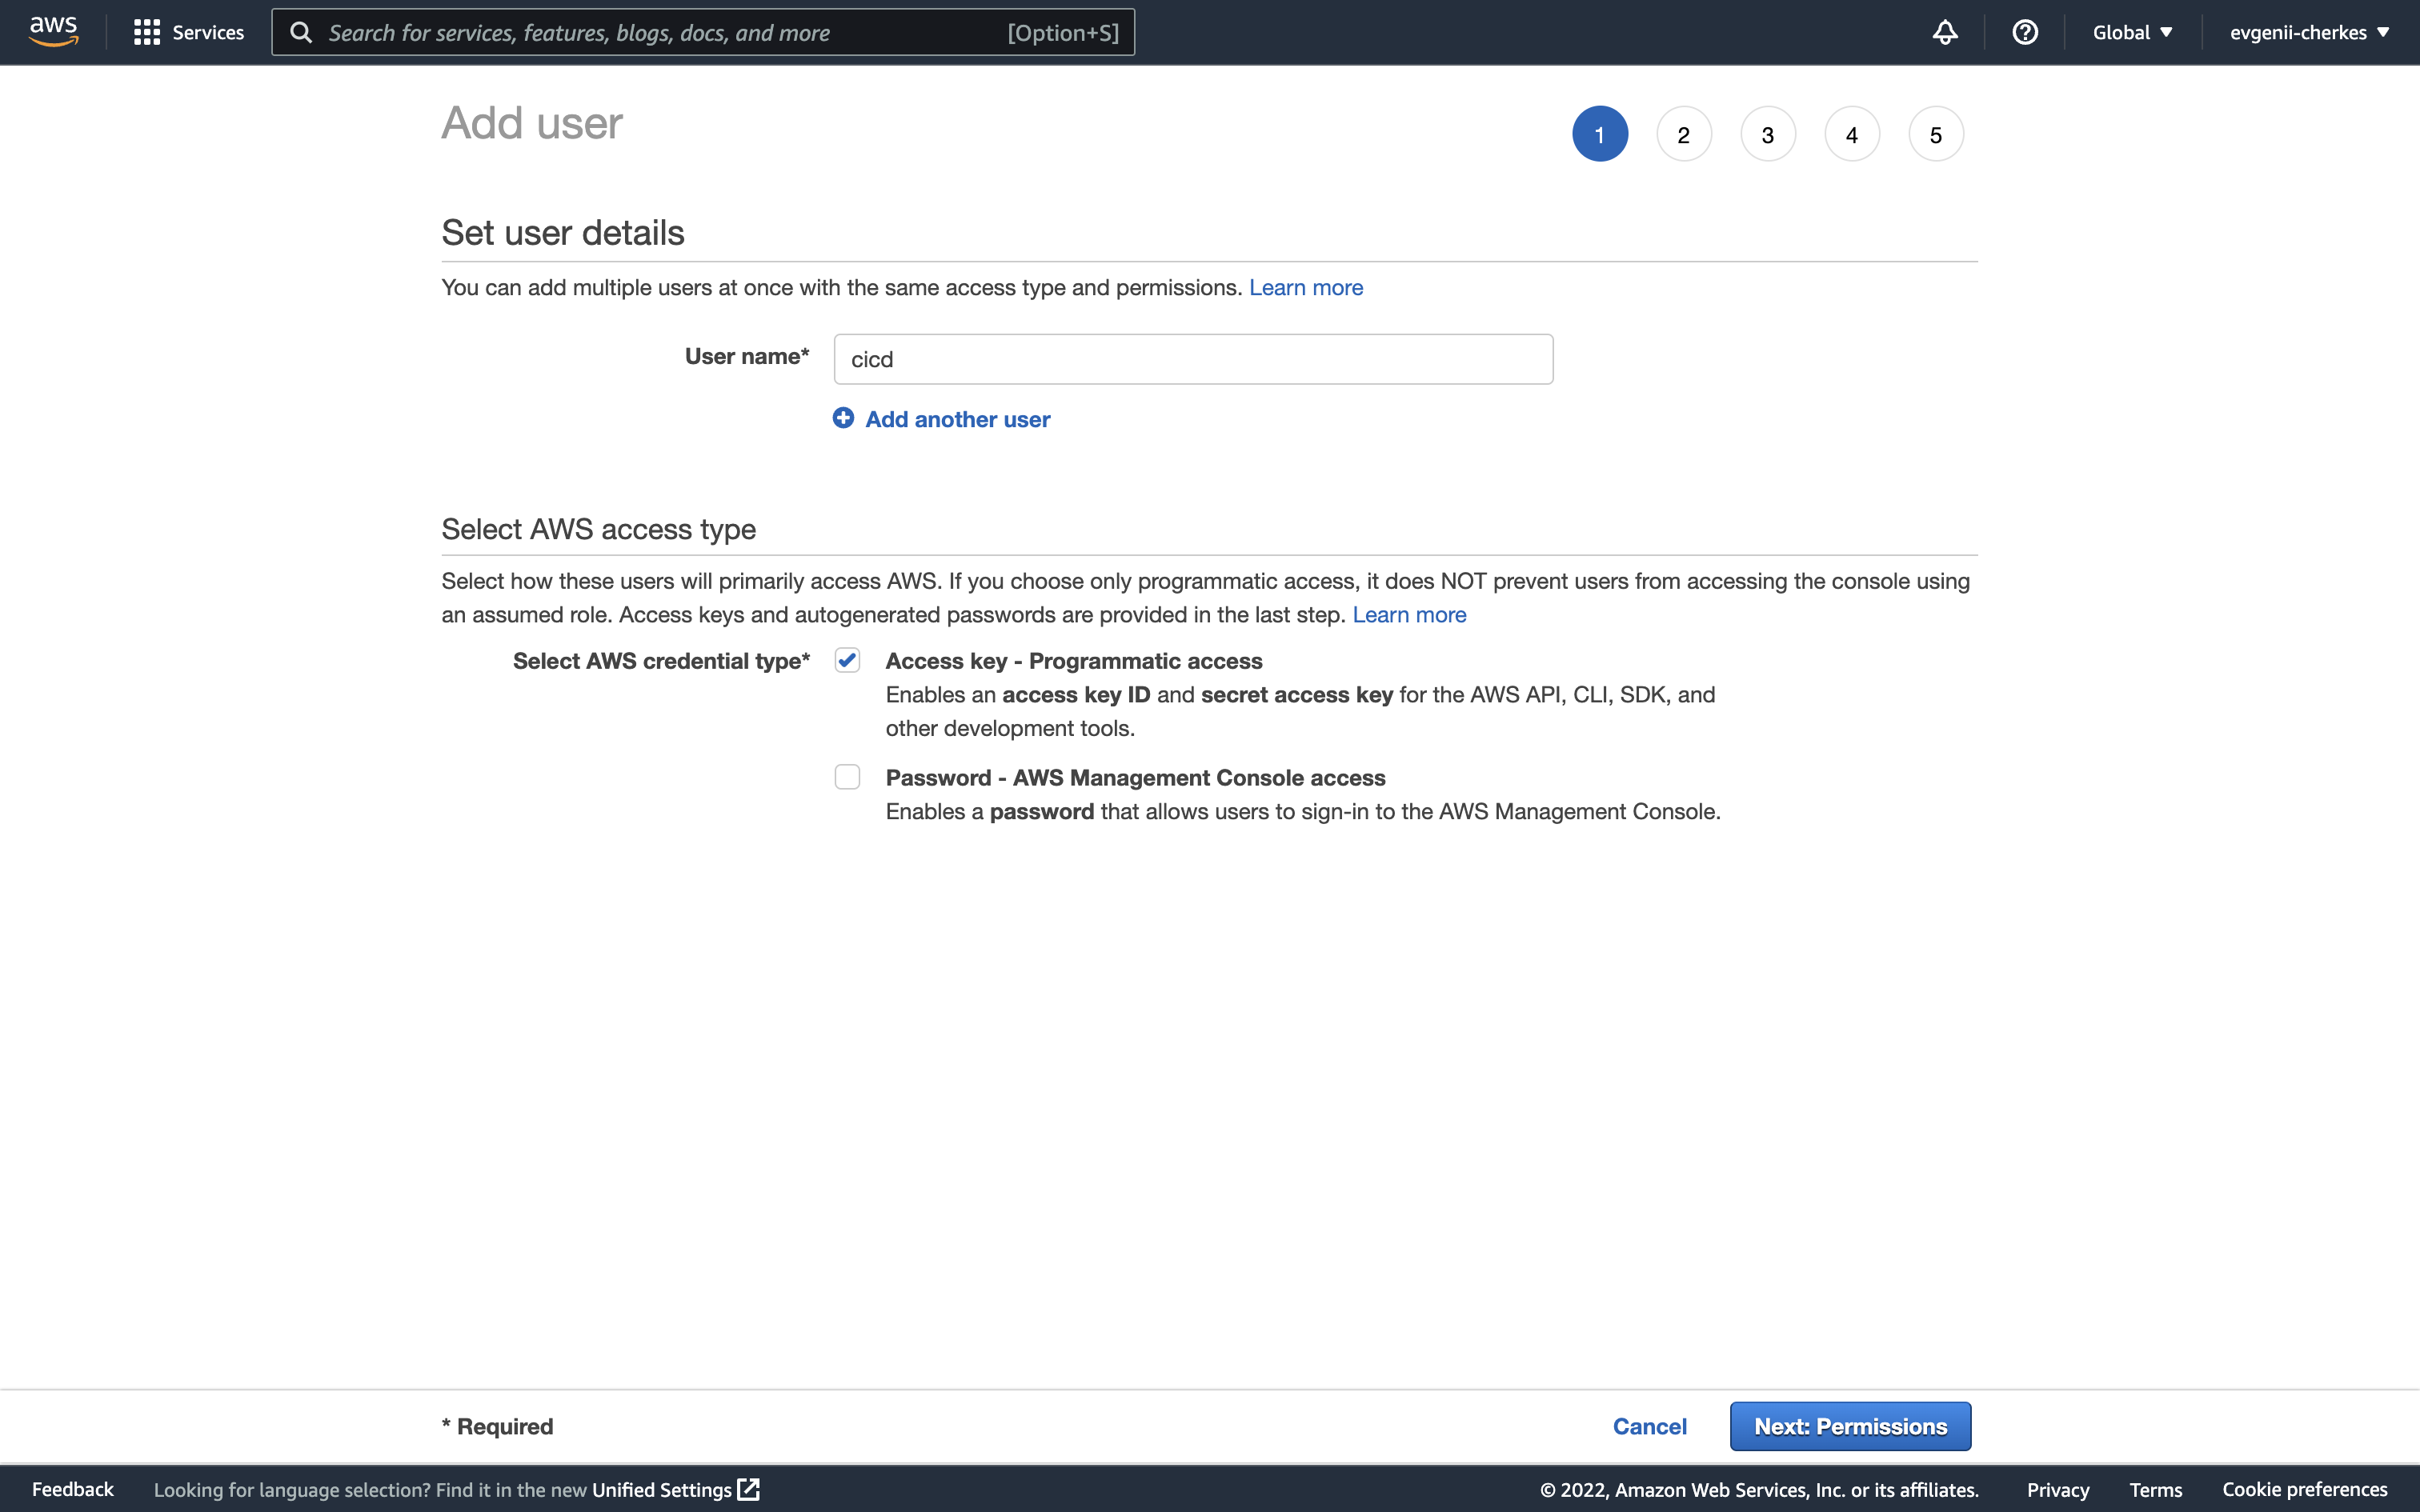 aws Services Search for services, features, blogs, docs, and more [Option+S] Global evgenii-cherkes
Add user 1 2 3 4 5
Set user details
You can add multiple users at once with the same access type and permissions. Learn more
User name* cicd
Add another user
Select AWS access type
Select how these users will primarily access AWS. If you choose only programmatic access, it does NOT prevent users from accessing the console using
an assumed role. Access keys and autogenerated passwords are provided in the last step. Learn more
Select AWS credential type* Access key - Programmatic access
Enables an access key ID and secret access key for the AWS API, CLI, SDK, and
other development tools.
Password - AWS Management Console access
Enables a password that allows users to sign-in to the AWS Management Console.
* Required Cancel Next: Permissions
Feedback Looking for language selection? Find it in the new Unified Settings © 2022, Amazon Web Services, Inc. or its affiliates. Privacy Terms Cookie preferences